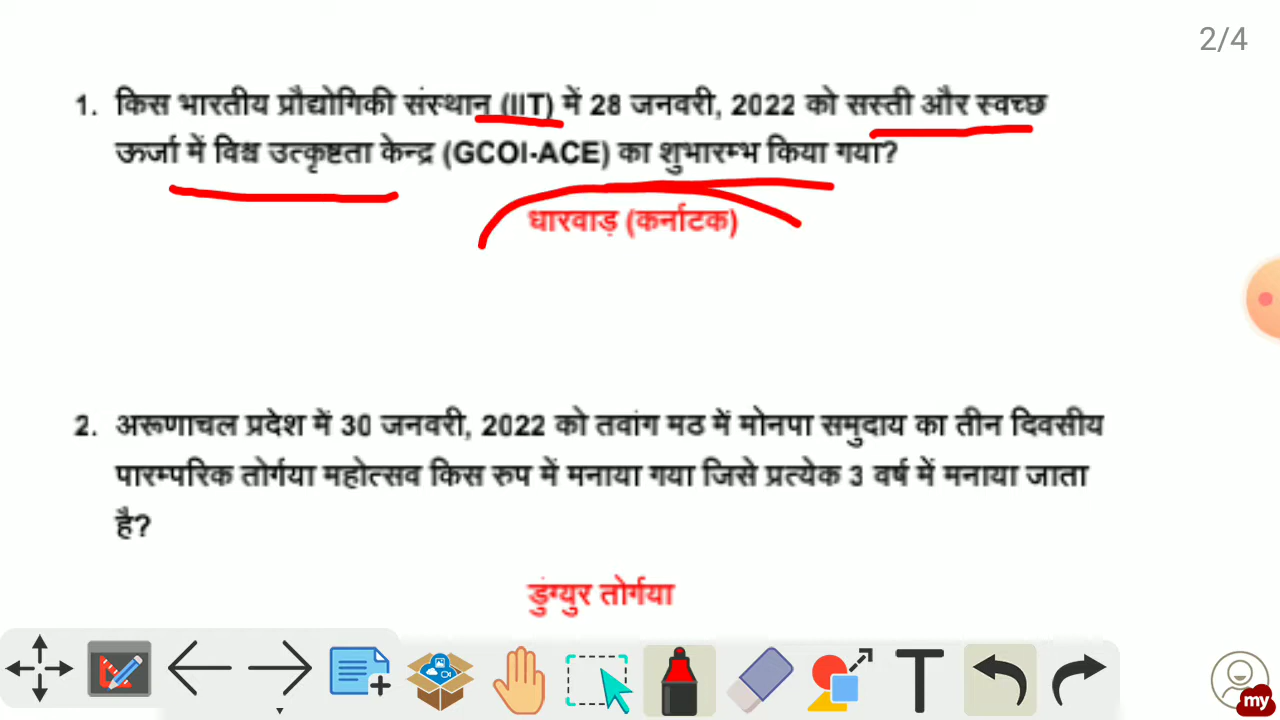 2/4
1. किस भारतीय प्रौद्योगिकी संस्थान (IIT) में 28 जनवरी, 2022 को सस्ती और स्वच्छ
ऊर्जा में विश्व उत्कृष्टता केन्द्र (GCOI-ACE) का शुभारम्भ किया गया?
धारवाड़ (कर्नाटक)
2. अरूणाचल प्रदेश में 30 जनवरी, 2022 को तवांग मठ में मोनपा समुदाय का तीन दिवसीय
पारम्परिक तोर्गया महोत्सव किस रुप में मनाया गया जिसे प्रत्येक 3 वर्ष में मनाया जाता
है?
डुंग्युर तोर्गया
T
my